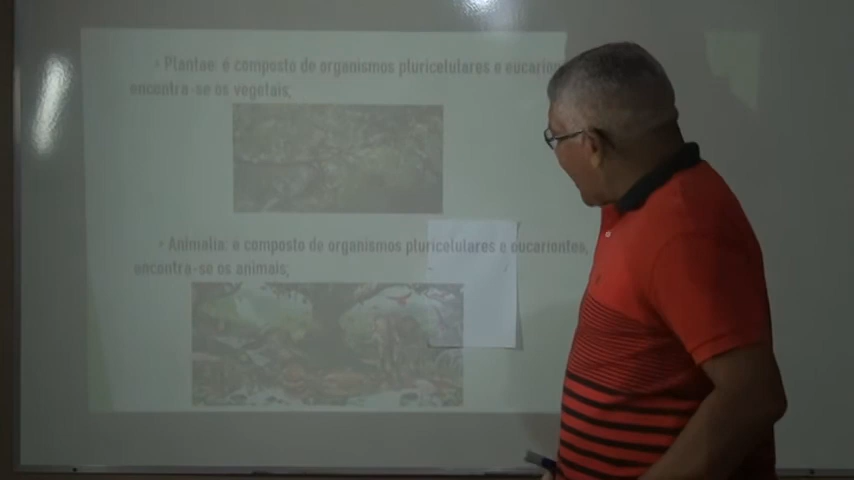 • Plantae: é composto de organismos pluricelulares e eucarion
encontra-se os vegetais;
• Animalia: é composto de organismos pluricelulares e eucariontes,
encontra-se os animais;